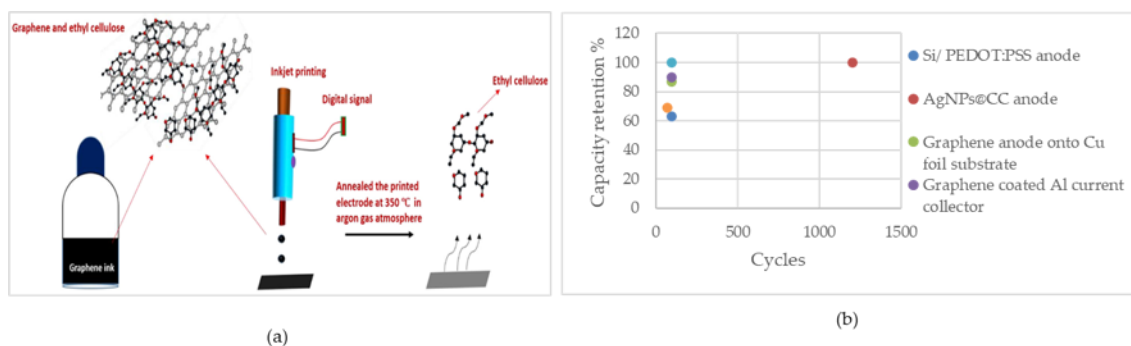 Graphene and ethyl cellulose
Inkjet printing
Digital signal
Ethyl cellulose
Annealed the printed
electrode at 350 ℃ in
argon gas atmosphere
Graphene ink
(a)
Capacity retention %
120
100
80
60
40
20
0
0
500
1000
1500
Cycles
Si/ PEDOT:PSS anode
AgNPs@CC anode
Graphene anode onto Cu
foil substrate
Graphene coated Al current
collector
(b)